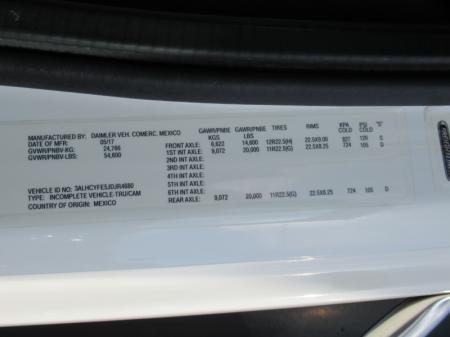 GAWR/PNBE GAWR/PNBE TIRES RIMS KPA PSI "S"
KGS LBS COLD COLD
MANUFACTURED BY: DAIMLER VEH. COMERC. MEXICO
DATE OF MFR: 05/17 FRONT AXLE: 6,622 14,600 12R22.5(H) 22.5X9.00 827 120 S
GVWR/PNBV-KG: 24,766 1ST INT AXLE: 9,072 20,000 11R22.5(G) 22.5X8.25 724 105 D
GVWR/PNBV-LBS: 54,600 2ND INT AXLE:
3RD INT AXLE:
4TH INT AXLE:
5TH INT AXLE:
VEHICLE ID NO: 3ALHCYFE5JDJR4680 6TH INT AXLE:
TYPE: INCOMPLETE VEHICLE-TRU/CAM REAR AXLE: 9,072 20,000 11R22.5(G) 22.5X8.25 724 105 D
COUNTRY OF ORIGIN: MEXICO